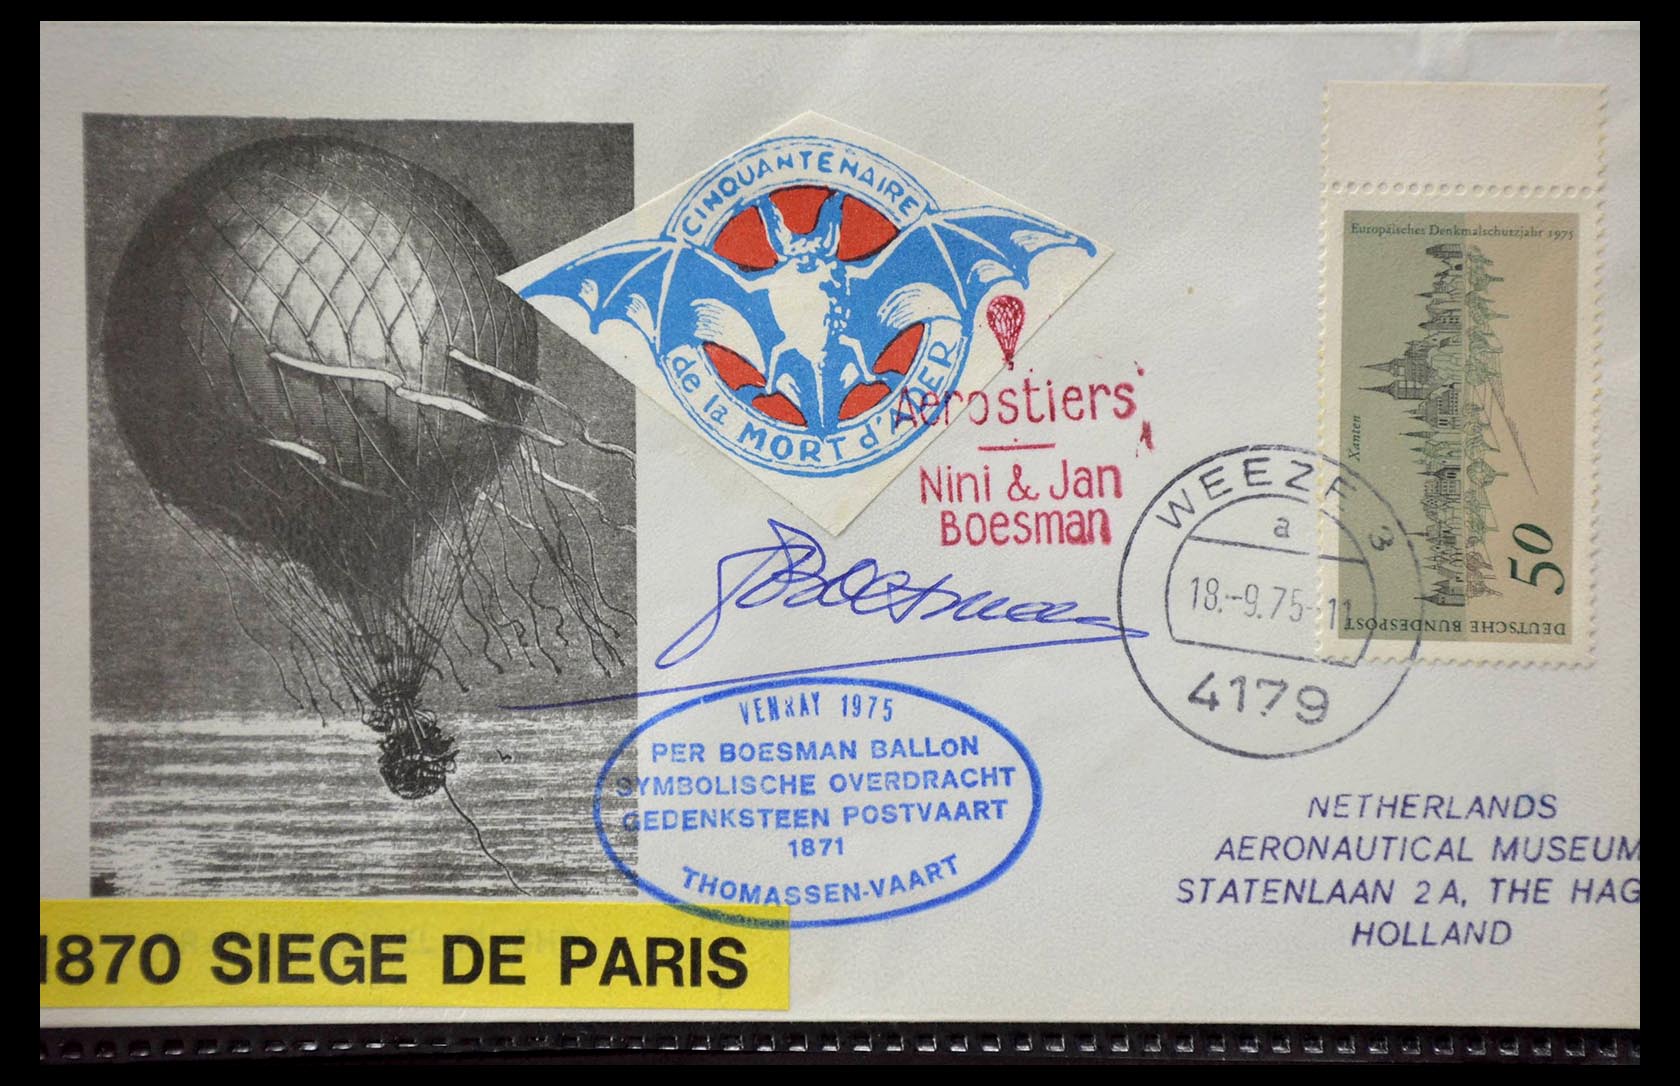 CINQUANTENAIRE
de la MORT d'ADER
Aérostiers
Nini & Jan
Boesman
JBoesman
Europäisches Denkmalschutzjahr 1975
Xanten
50
DEUTSCHE BUNDESPOST
WEEZE 3
a
18.-9.75-11
4179
VENRAY 1975
PER BOESMAN BALLON
SYMBOLISCHE OVERDRACHT
GEDENKSTEEN POSTVAART
1871
THOMASSEN-VAART
NETHERLANDS
AERONAUTICAL MUSEUM
STATENLAAN 2A, THE HAG
HOLLAND
1870 SIEGE DE PARIS